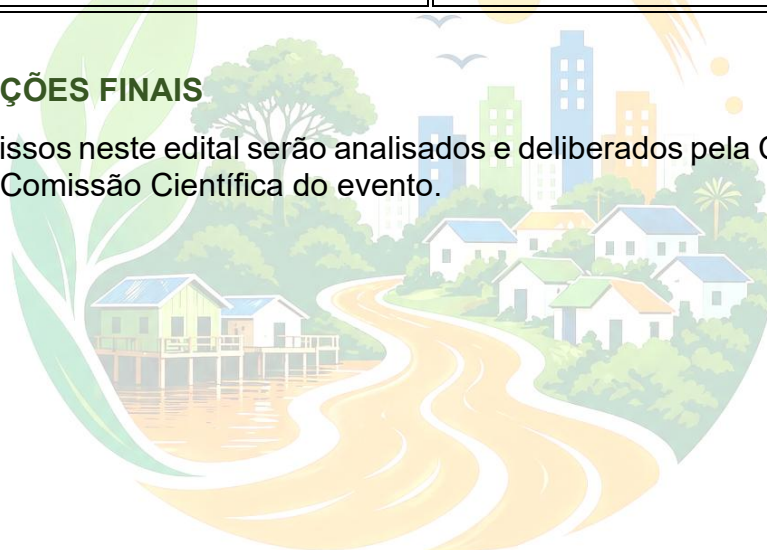 ÇÕES FINAIS
issos neste edital serão analisados e deliberados pela
Comissão Científica do evento.